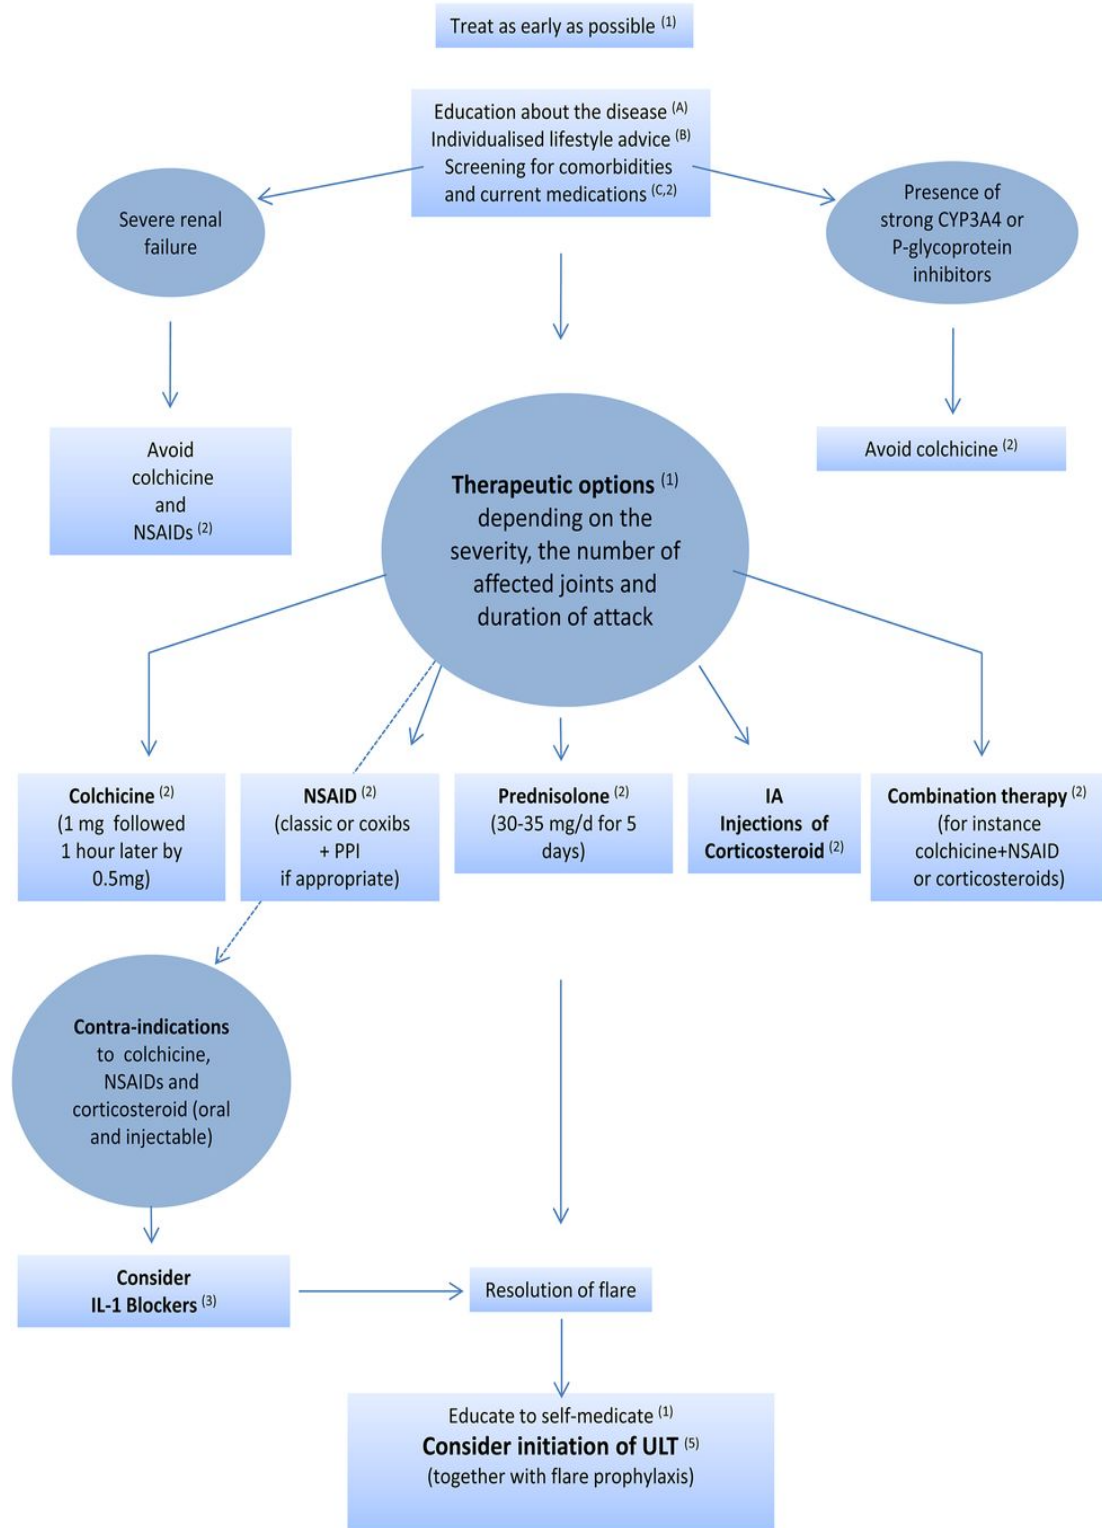 Treat as early as possible (1)
Education about the disease (A)
Individualised lifestyle advice (B)
Screening for comorbidities
and current medications (C,2)
Severe renal
failure
Presence of
strong CYP3A4 or
P-glycoprotein
inhibitors
Avoid
colchicine
and
NSAIDs (2)
Avoid colchicine (2)
Therapeutic options (1)
depending on the
severity, the number of
affected joints and
duration of attack
Colchicine (2)
(1 mg followed
1 hour later by
0.5mg)
NSAID (2)
(classic or coxibs
+ PPI
if appropriate)
Prednisolone (2)
(30-35 mg/d for 5
days)
IA
Injections of
Corticosteroid (2)
Combination therapy (2)
(for instance
colchicine+NSAID
or corticosteroids)
Contra-indications
to colchicine,
NSAIDs and
corticosteroid (oral
and injectable)
Consider
IL-1 Blockers (3)
Resolution of flare
Educate to self-medicate (1)
Consider initiation of ULT (5)
(together with flare prophylaxis)